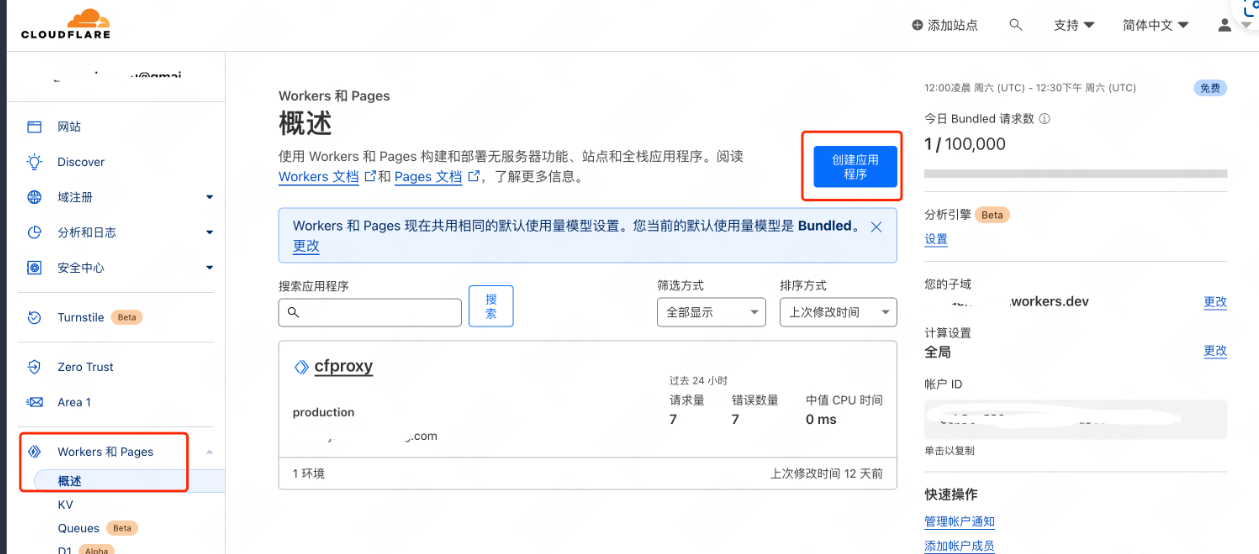 CLOUDFLARE
添加站点
支持
简体中文
网站
Discover
域注册
分析和日志
安全中心
Turnstile Beta
Zero Trust
Area 1
Workers 和 Pages
概述
KV
Queues Beta
D1 Alpha
Workers 和 Pages
概述
使用 Workers 和 Pages 构建和部署无服务器功能、站点和全栈应用程序。阅读
Workers 文档 和 Pages 文档 ，了解更多信息。
创建应用
程序
Workers 和 Pages 现在共用相同的默认使用量模型设置。您当前的默认使用量模型是 Bundled。
更改
搜索应用程序
搜
索
筛选方式
全部显示
排序方式
上次修改时间
cfproxy
production
.com
过去 24 小时
请求量 错误数量 中值 CPU 时间
7 7 0 ms
1 环境
上次修改时间 12 天前
12:00凌晨 周六 (UTC) - 12:30下午 周六 (UTC)
免费
今日 Bundled 请求数
1 / 100,000
分析引擎 Beta
设置
您的子域
.workers.dev
更改
计算设置
全局
更改
帐户 ID
单击以复制
快速操作
管理帐户通知
添加帐户成员